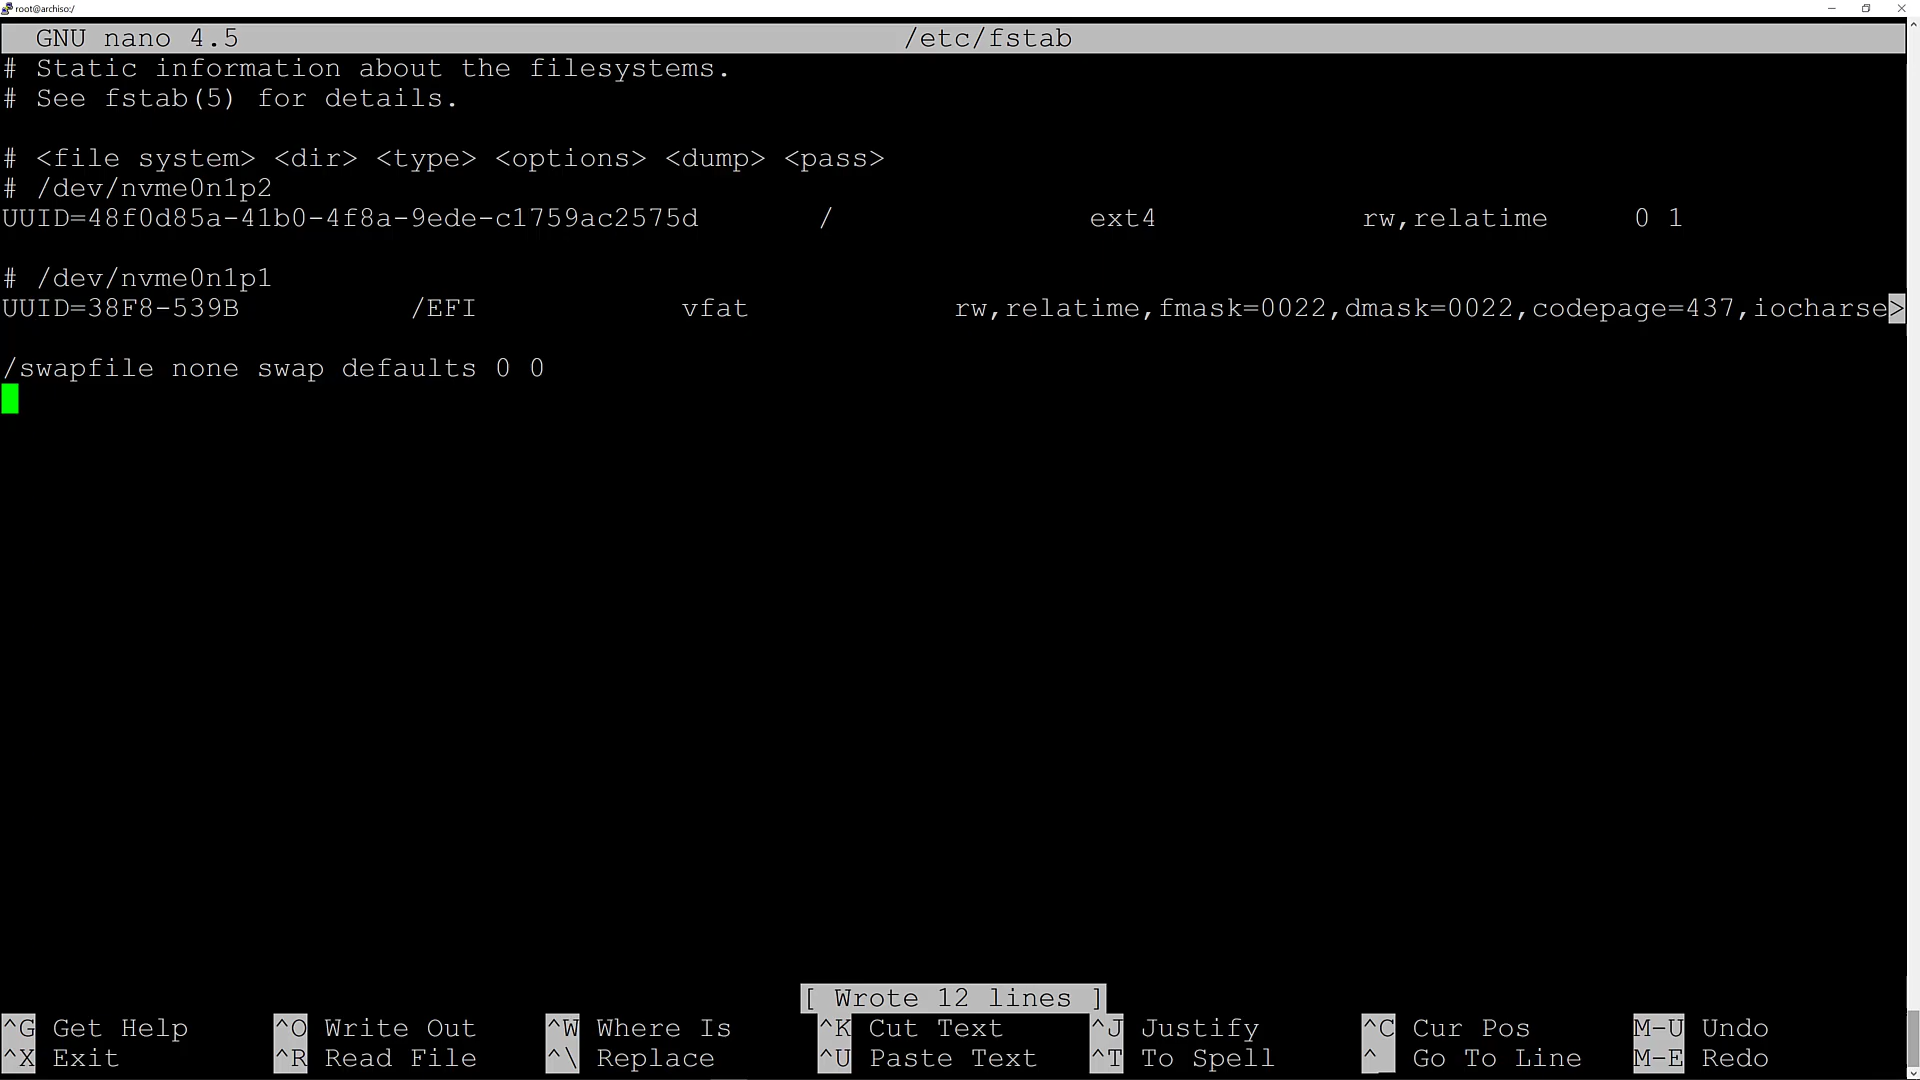 root@archiso:/
GNU nano 4.5 /etc/fstab
# Static information about the filesystems.
# See fstab(5) for details.
# <file system> <dir> <type> <options> <dump> <pass>
# /dev/nvme0n1p2
UUID=48f0d85a-41b0-4f8a-9ede-c1759ac2575d / ext4 rw,relatime 0 1
# /dev/nvme0n1p1
UUID=38F8-539B /EFI vfat rw,relatime,fmask=0022,dmask=0022,codepage=437,iocharse>
/swapfile none swap defaults 0 0
[ Wrote 12 lines ]
^G Get Help ^O Write Out ^W Where Is ^K Cut Text ^J Justify ^C Cur Pos M-U Undo
^X Exit ^R Read File ^\ Replace ^U Paste Text ^T To Spell ^_ Go To Line M-E Redo